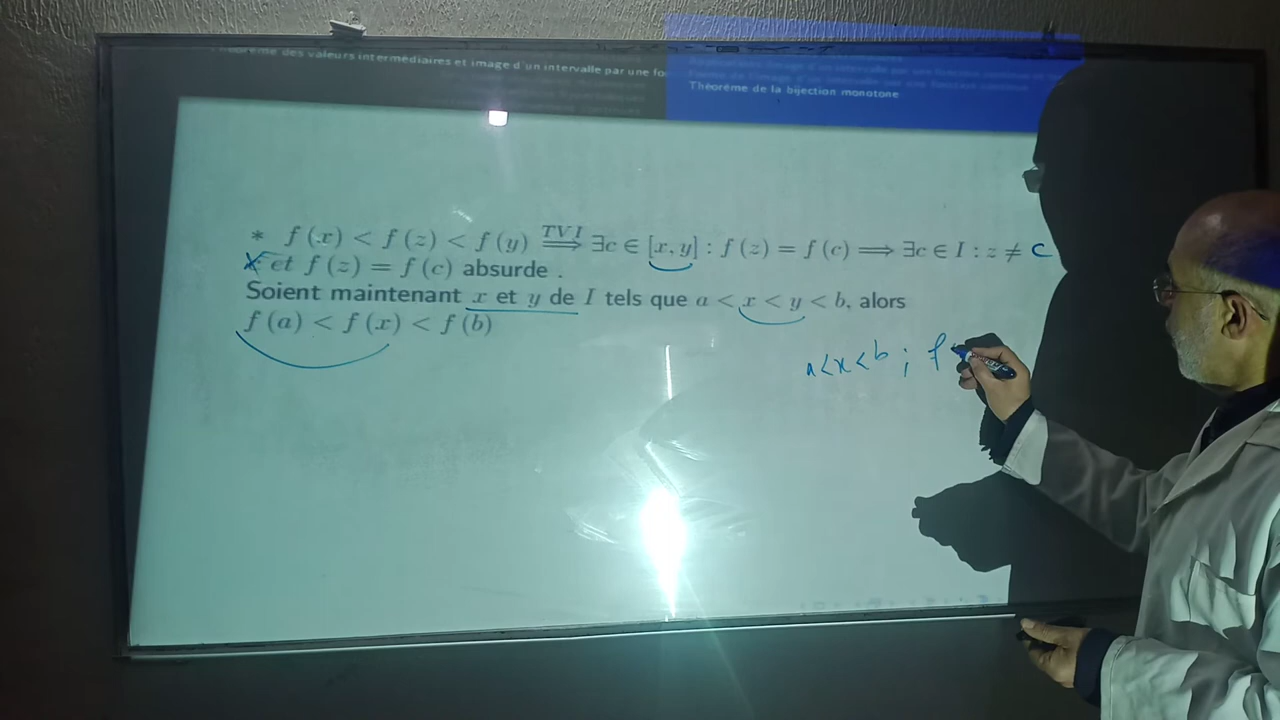 des valeurs intermédiaires et image d'un intervalle par une fo
Théorème de la bijection monotone
* f (x) < f (z) < f (y) TVI ⟹ ∃c ∈ [x, y] : f (z) = f (c) ⟹ ∃c ∈ I : z ≠ c
et f (z) = f (c) absurde .
Soient maintenant x et y de I tels que a < x < y < b, alors
f (a) < f (x) < f (b)
a<x<b ; f